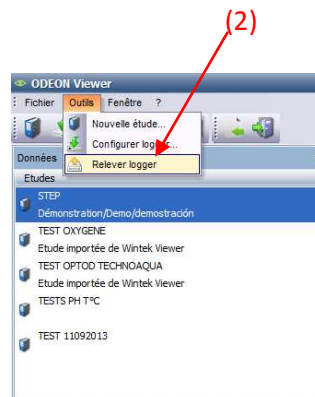 (2)
ODEON Viewer
Fichier Outils Fenêtre ?
Nouvelle étude...
Configurer logger...
Relever logger
Données
Etudes
STEP
Démonstration/Demo/demostración
TEST OXYGENE
Etude importée de Wintek Viewer
TEST OPTOD TECHNOAQUA
Etude importée de Wintek Viewer
TESTS PH T°C
TEST 11092013